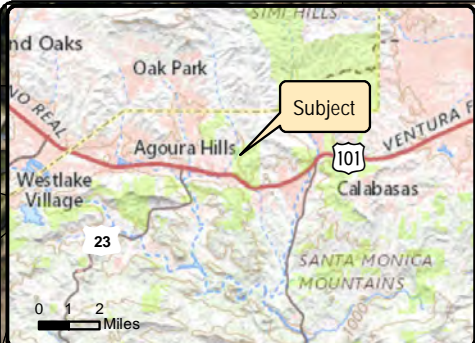 SIMI HILLS
nd Oaks
Oak Park
NO REAL
Subject
Agoura Hills
101
VENTURA
Westlake
Village
Calabasas
23
SANTA MONICA
MOUNTAINS
1000
0 1 2
Miles